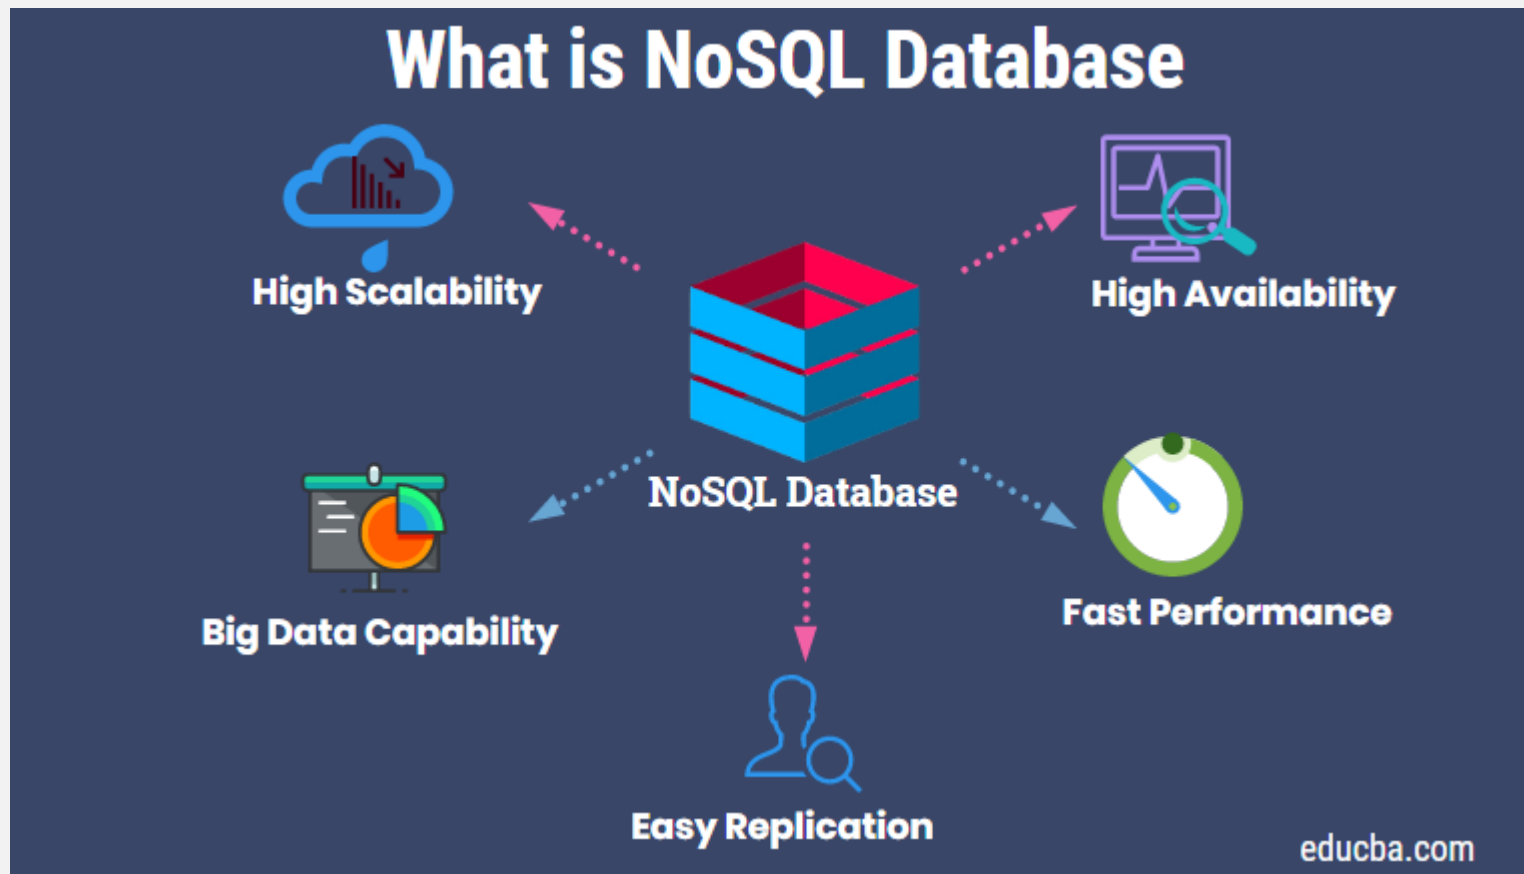 What is NoSQL Database
High Scalability
High Availability
NoSQL Database
Big Data Capability
Fast Performance
Easy Replication
educba.com